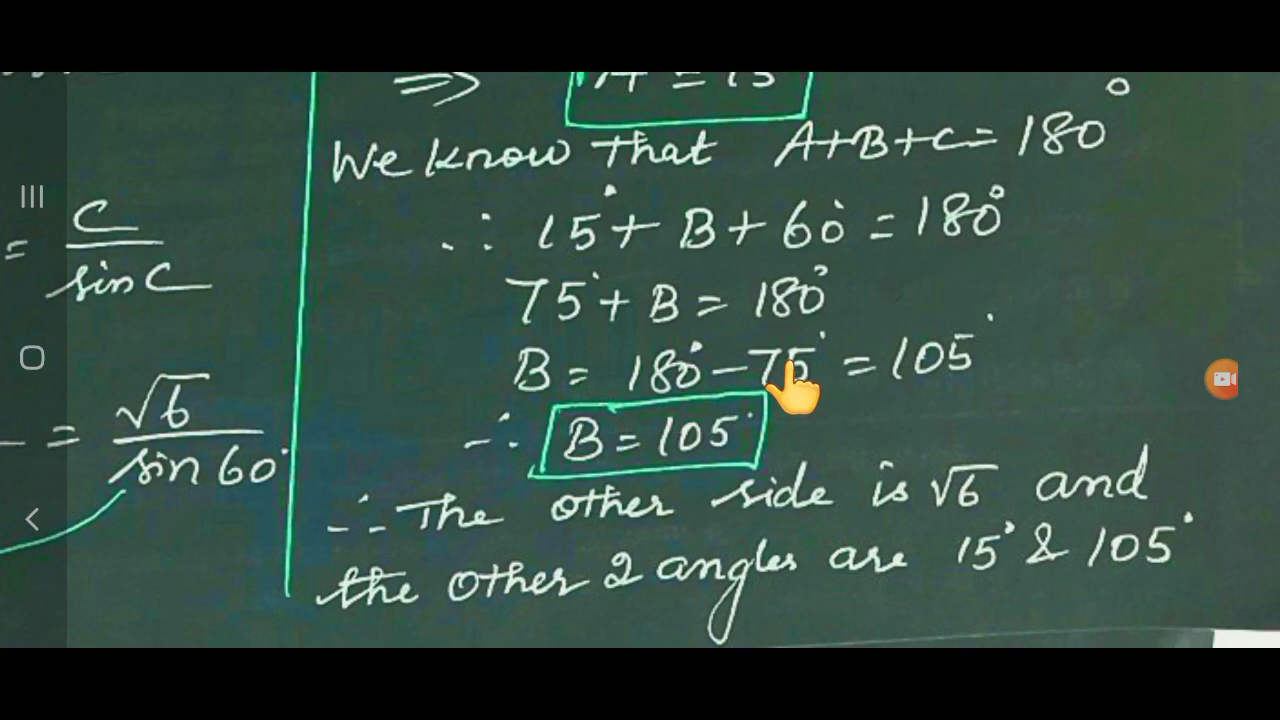 ⇒ A = 15
We know that A+B+C = 180°
∴ 15° + B + 60° = 180°
75° + B = 180°
B = 180° − 75° = 105°
∴ B = 105°
∴ The other side is √6 and
the other 2 angles are 15° & 105°
= C / sin C
= √6 / sin 60°